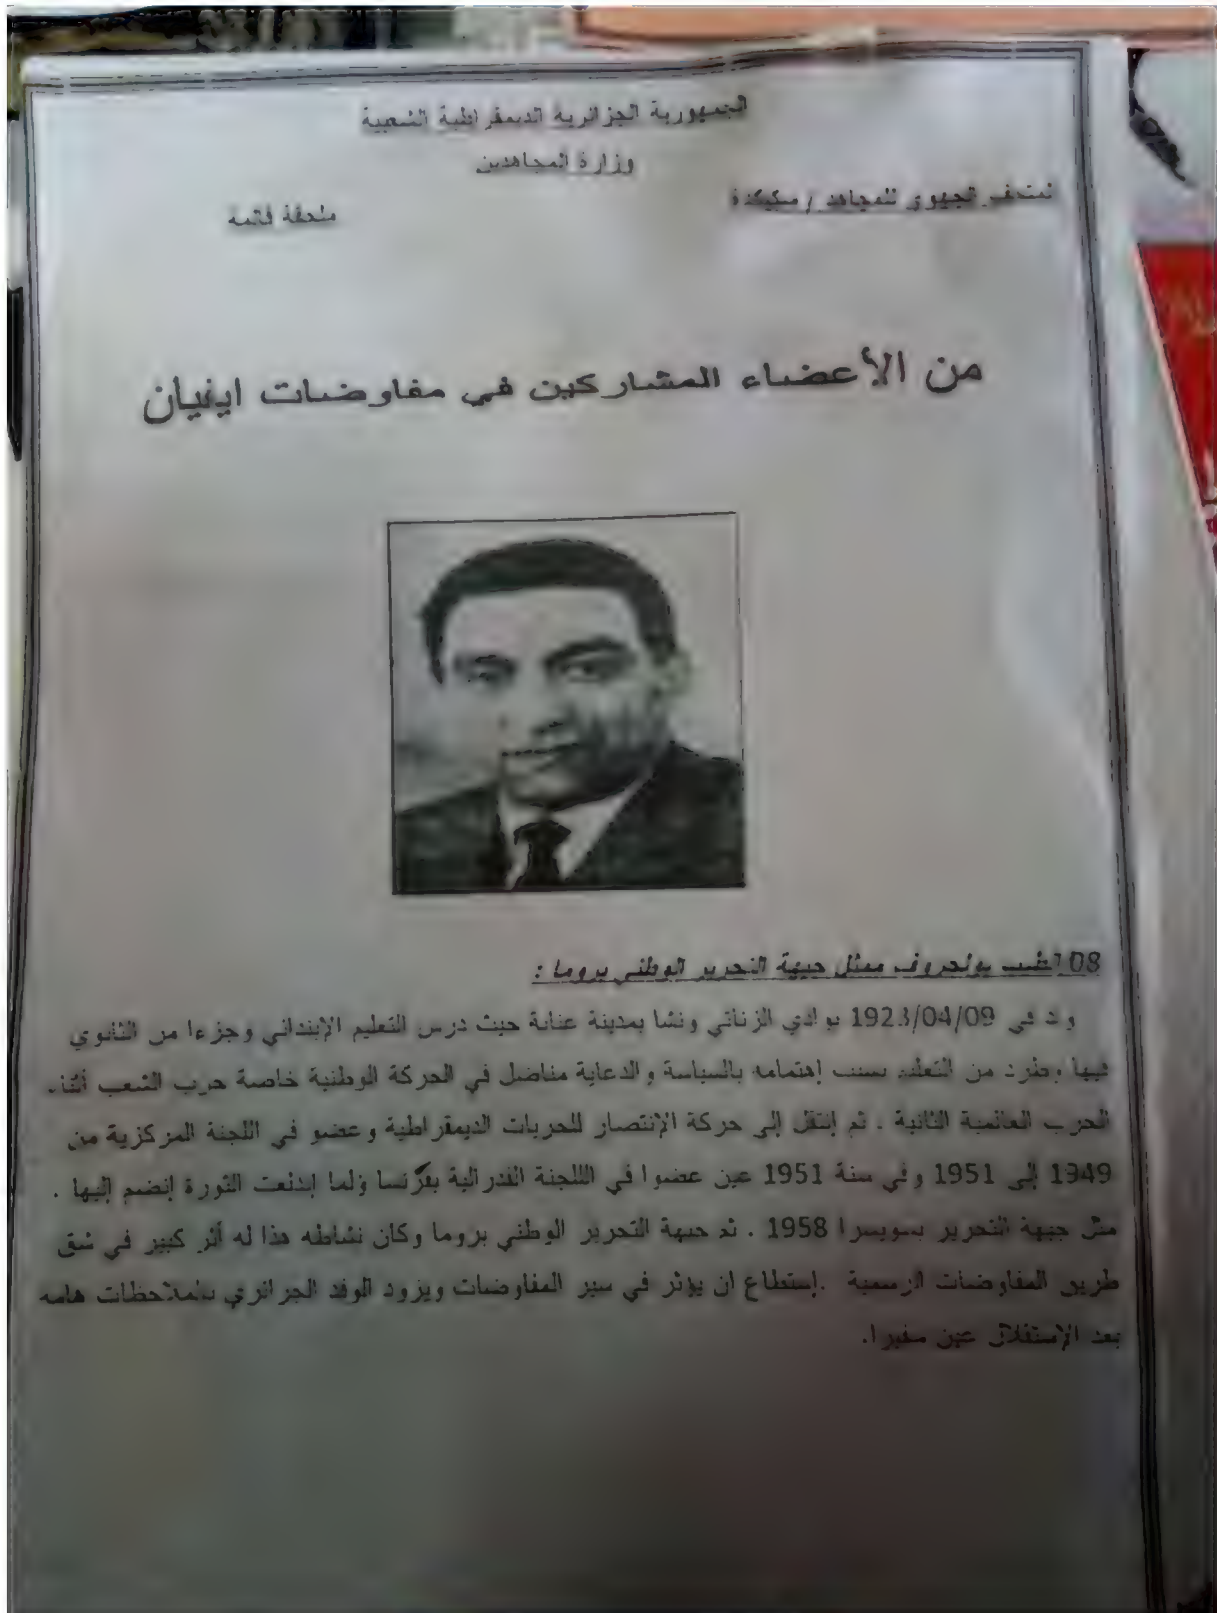 الجمهورية الجزائرية الديمقراطية الشعبية
وزارة المجاهدين
المتحف الجهوي للمجاهد / سكيكدة
ملحقة قالمة
من الأعضاء المشاركين في مفاوضات ايفيان
08/الطيب بولحروف ممثل جبهة التحرير الوطني بروما :
ولد في 1923/04/09 بوادي الزناتي ونشا بمدينة عنابة حيث درس التعليم الإبتدائي وجزءا من الثانوي
فيها وطرد من التعليم بسبب إهتمامه بالسياسة والدعاية مناضل في الحركة الوطنية خاصة حزب الشعب أثناء
الحرب العالمية الثانية . ثم إنتقل إلى حركة الإنتصار للحريات الديمقراطية وعضو في اللجنة المركزية من
1949 إلى 1951 وفي سنة 1951 عين عضوا في اللجنة الفدرالية بفرنسا ولما إندلعت الثورة إنضم إليها .
مثل جبهة التحرير بسويسرا 1958 . ثم جبهة التحرير الوطني بروما وكان نشاطه هذا له أثر كبير في شق
طريق المفاوضات الرسمية .إستطاع ان يؤثر في سير المفاوضات ويزود الوفد الجزائري بملاحظات هامة
بعد الإستقلال عين سفيرا.